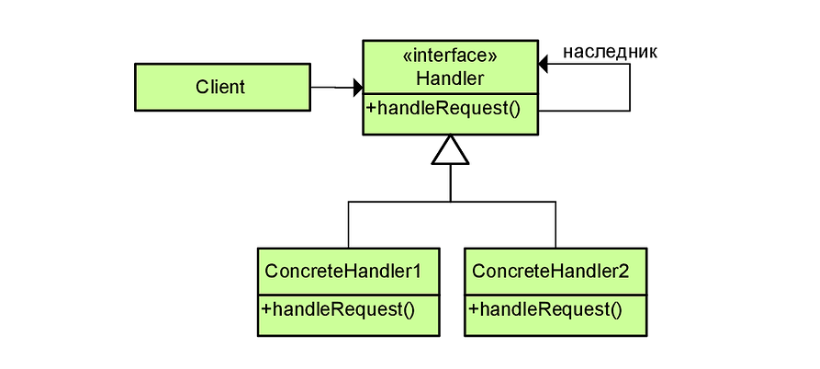 «interface»
Handler
наследник
Client
+handleRequest()
ConcreteHandler1
ConcreteHandler2
+handleRequest()
+handleRequest()